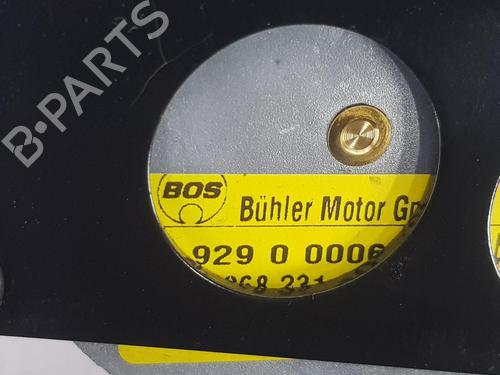 B-PARTS
BOS
Bühler Motor
929 0 0006